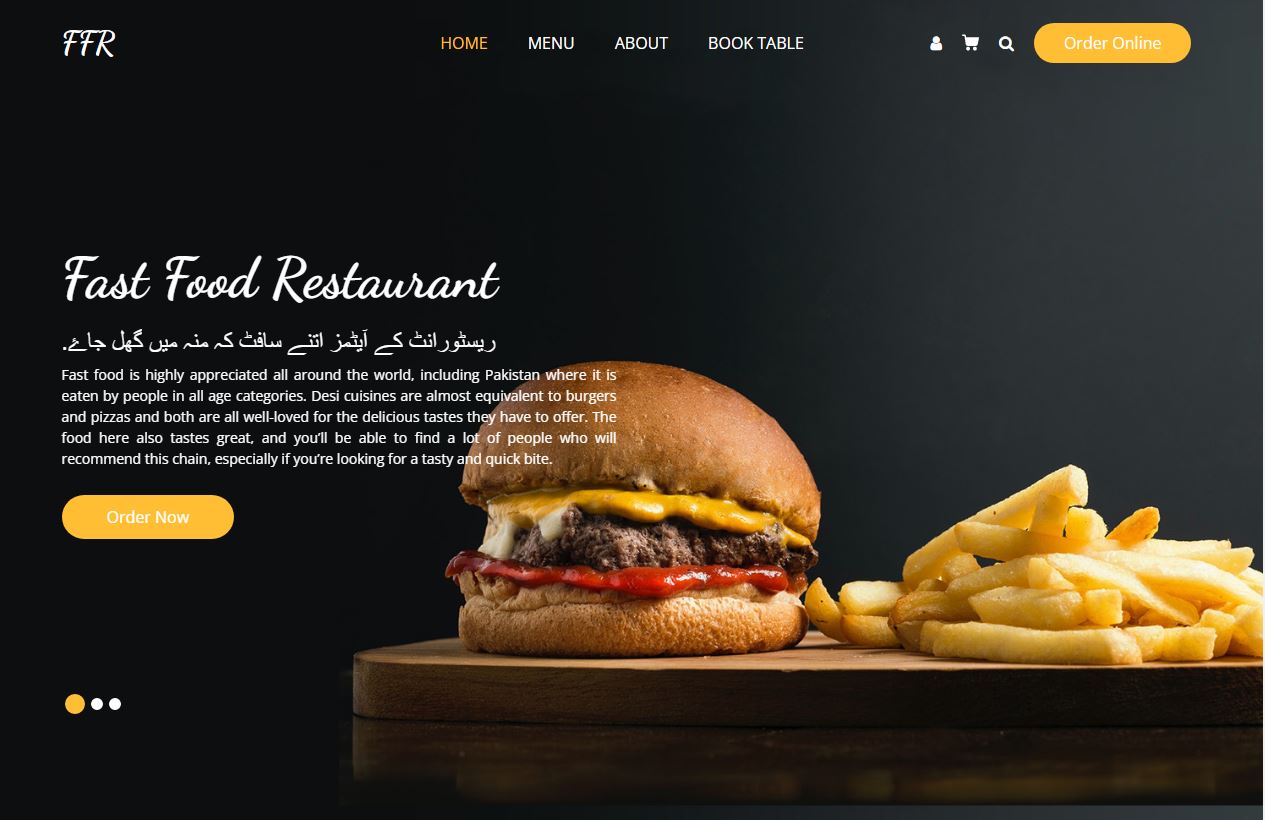 FFR
HOME MENU ABOUT BOOK TABLE Order Online
Fast Food Restaurant
ریسٹورانٹ کے آیٹمز اتنے سافٹ کہ منہ میں گھل جاۓ.
Fast food is highly appreciated all around the world, including Pakistan where it is
eaten by people in all age categories. Desi cuisines are almost equivalent to burgers
and pizzas and both are all well-loved for the delicious tastes they have to offer. The
food here also tastes great, and you’ll be able to find a lot of people who will
recommend this chain, especially if you’re looking for a tasty and quick bite.
Order Now